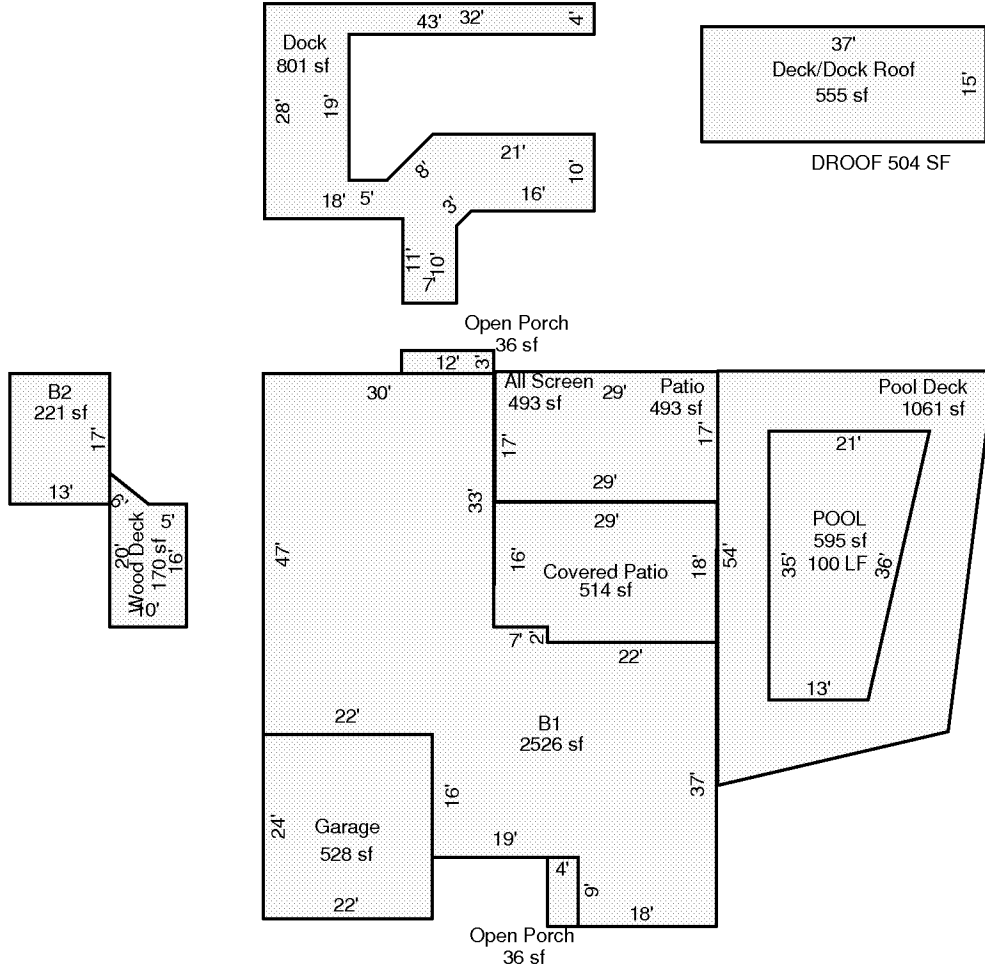 43' 32' 4'
Dock
801 sf
28'
19'
21'
8'
10'
18' 5' 3' 16'
11'
10'
7'
37'
Deck/Dock Roof
555 sf
15'
DROOF 504 SF
Open Porch
36 sf
12' 3'
B2
221 sf
17'
13'
6'
5'
20'
Wood Deck
170 sf
16'
10'
30'
All Screen
493 sf
29'
Patio
493 sf
17'
17'
29'
Pool Deck
1061 sf
21'
33'
47'
29'
16'
Covered Patio
514 sf
18'
54'
POOL
595 sf
100 LF
35'
36'
13'
7' 2'
22'
22'
B1
2526 sf
37'
16'
24'
Garage
528 sf
19'
4'
9'
22'
18'
Open Porch
36 sf